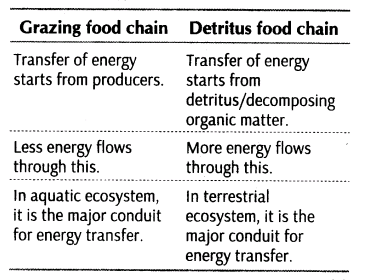 Grazing food chain Detritus food chain
Transfer of energy
starts from producers.
Transfer of energy
starts from
detritus/decomposing
organic matter.
Less energy flows
through this.
More energy flows
through this.
In aquatic ecosystem,
it is the major conduit
for energy transfer.
In terrestrial
ecosystem, it is the
major conduit for
energy transfer.